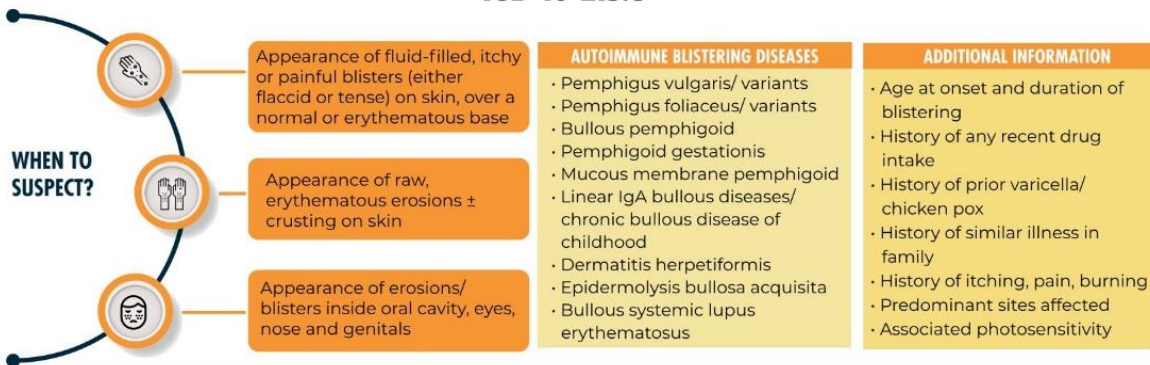 WHEN TO
SUSPECT?
Appearance of fluid-filled, itchy
or painful blisters (either
flaccid or tense) on skin, over a
normal or erythematous base
Appearance of raw,
erythematous erosions ±
crusting on skin
Appearance of erosions/
blisters inside oral cavity, eyes,
nose and genitals
AUTOIMMUNE BLISTERING DISEASES
• Pemphigus vulgaris/ variants
• Pemphigus foliaceus/ variants
• Bullous pemphigoid
• Pemphigoid gestationis
• Mucous membrane pemphigoid
• Linear IgA bullous diseases/
chronic bullous disease of
childhood
• Dermatitis herpetiformis
• Epidermolysis bullosa acquisita
• Bullous systemic lupus
erythematosus
ADDITIONAL INFORMATION
• Age at onset and duration of
blistering
• History of any recent drug
intake
• History of prior varicella/
chicken pox
• History of similar illness in
family
• History of itching, pain, burning
• Predominant sites affected
• Associated photosensitivity